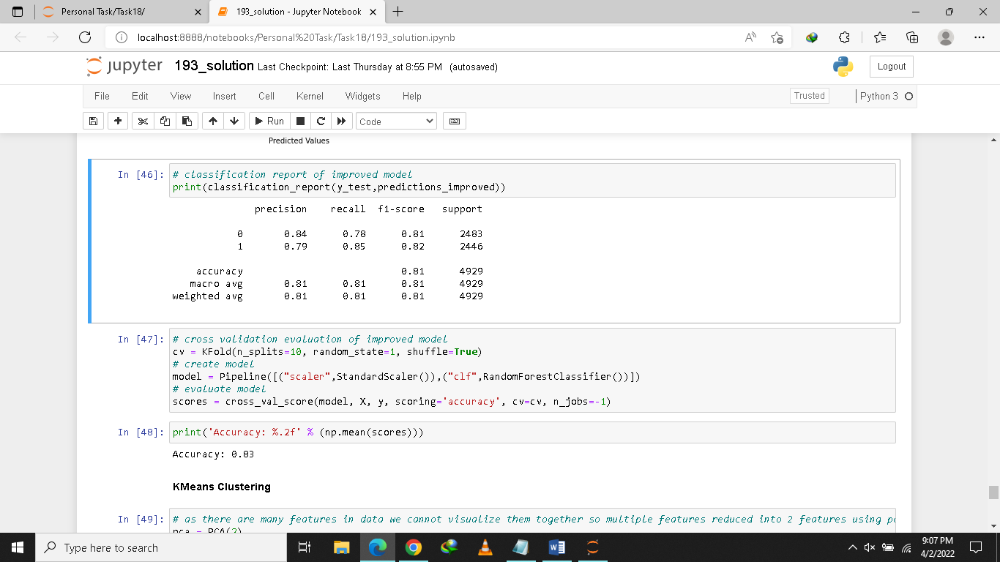 Personal Task/Task18/
193_solution - Jupyter Notebook
localhost:8888/notebooks/Personal%20Task/Task18/193_solution.ipynb
jupyter 193_solution Last Checkpoint: Last Thursday at 8:55 PM (autosaved)
Logout
File Edit View Insert Cell Kernel Widgets Help
Trusted
Python 3
Run
Code
Predicted Values
In [46]: # classification report of improved model
print(classification_report(y_test,predictions_improved))
precision recall f1-score support
0 0.84 0.78 0.81 2483
1 0.79 0.85 0.82 2446
accuracy 0.81 4929
macro avg 0.81 0.81 0.81 4929
weighted avg 0.81 0.81 0.81 4929
In [47]: # cross validation evaluation of improved model
cv = KFold(n_splits=10, random_state=1, shuffle=True)
# create model
model = Pipeline([("scaler",StandardScaler()),("clf",RandomForestClassifier())])
# evaluate model
scores = cross_val_score(model, X, y, scoring='accuracy', cv=cv, n_jobs=-1)
In [48]: print('Accuracy: %.2f' % (np.mean(scores)))
Accuracy: 0.83
KMeans Clustering
In [49]: # as there are many features in data we cannot visualize them together so multiple features reduced into 2 features using
pca = PCA(2)
Type here to search
9:07 PM
4/2/2022